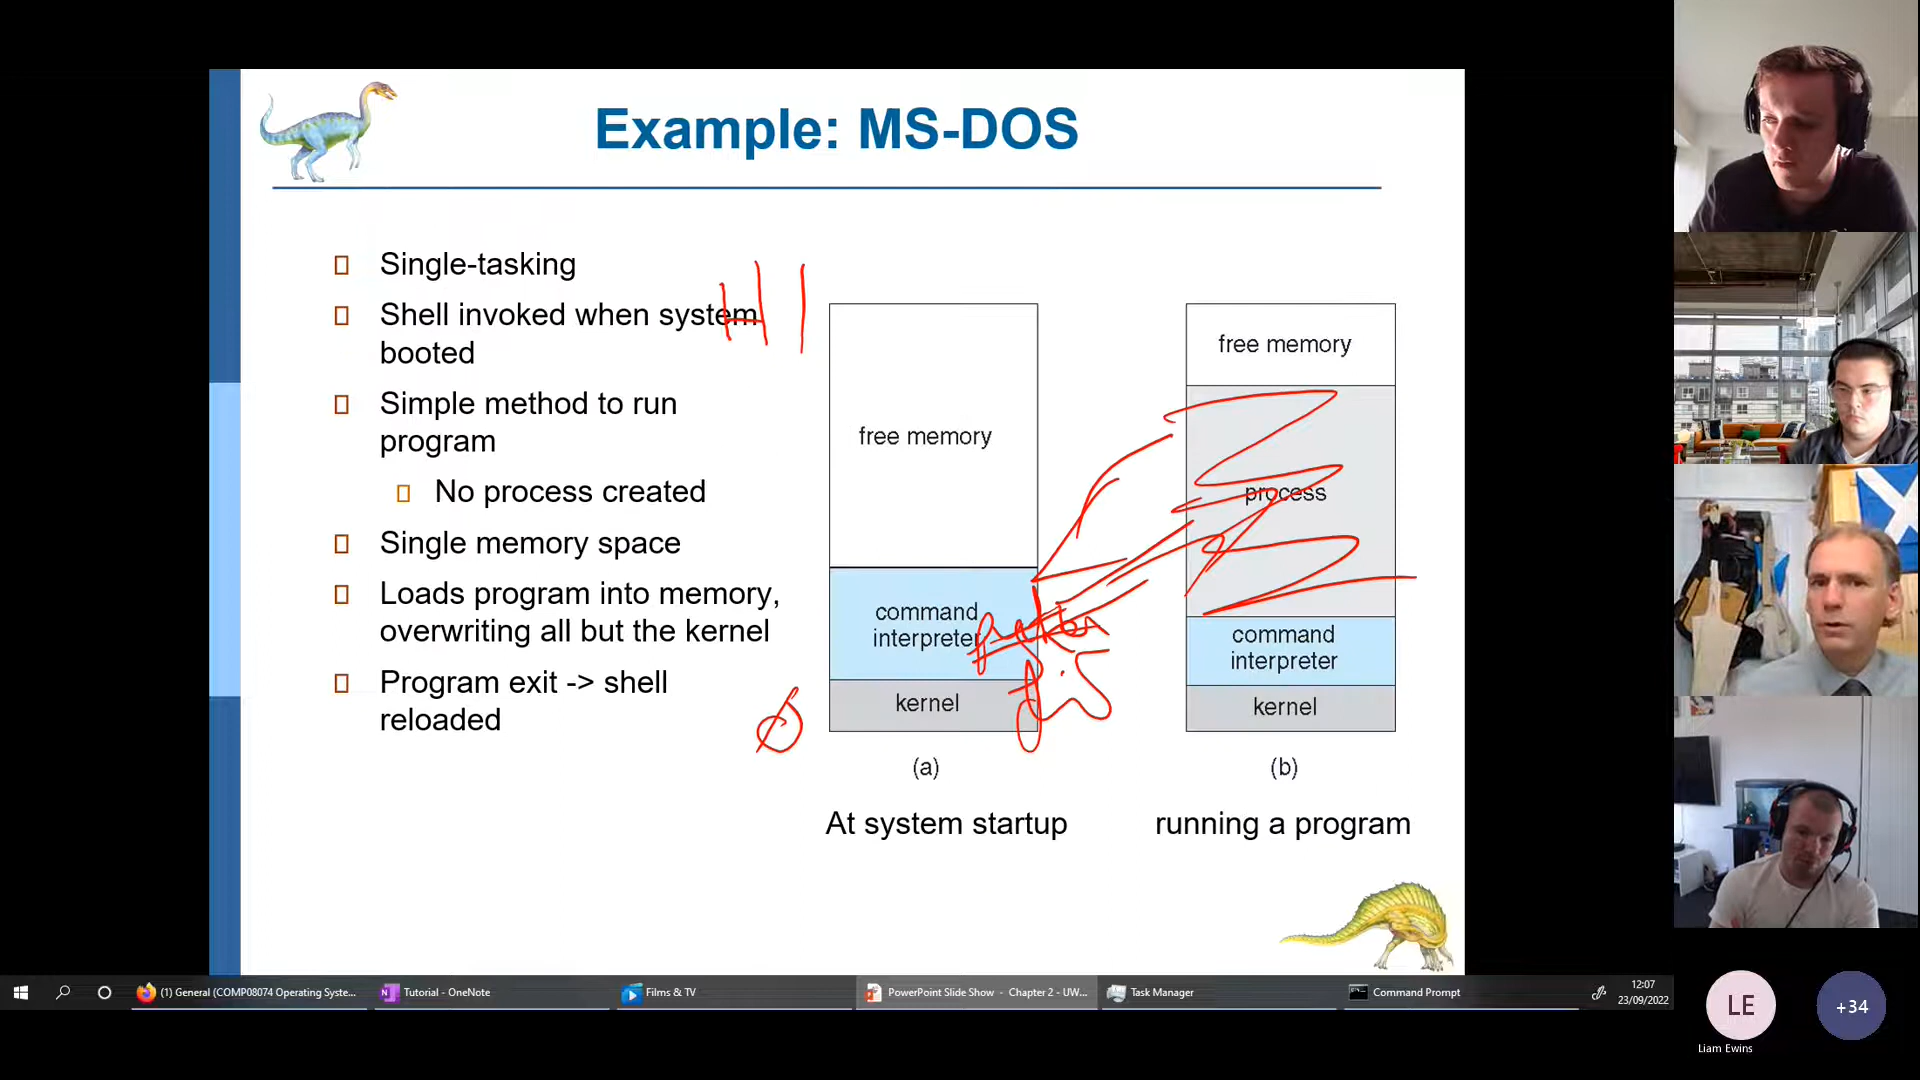 Example: MS-DOS
Single-tasking
Shell invoked when system
booted
Simple method to run
program
No process created
Single memory space
Loads program into memory,
overwriting all but the kernel
Program exit -> shell
reloaded
free memory
command
interpreter
kernel
(a)
At system startup
free memory
process
command
interpreter
kernel
(b)
running a program
(1) General (COMP08074 Operating Syste...
Tutorial - OneNote
Films & TV
PowerPoint Slide Show - Chapter 2 - UW...
Task Manager
Command Prompt
12:07
23/09/2022
LE
+34
Liam Ewins